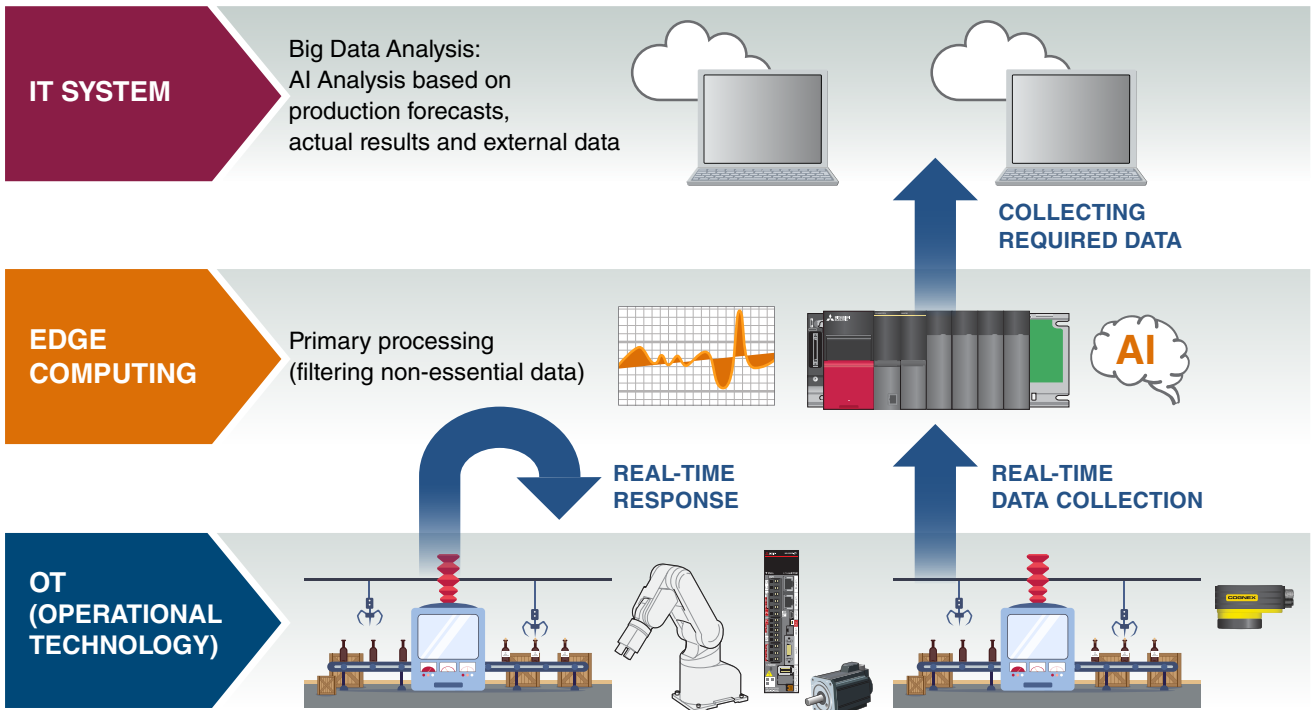 IT SYSTEM
Big Data Analysis:
AI Analysis based on
production forecasts,
actual results and external data
COLLECTING
REQUIRED DATA
EDGE
COMPUTING
Primary processing
(filtering non-essential data)
AI
REAL-TIME
RESPONSE
REAL-TIME
DATA COLLECTION
OT
(OPERATIONAL
TECHNOLOGY)
COGNEX